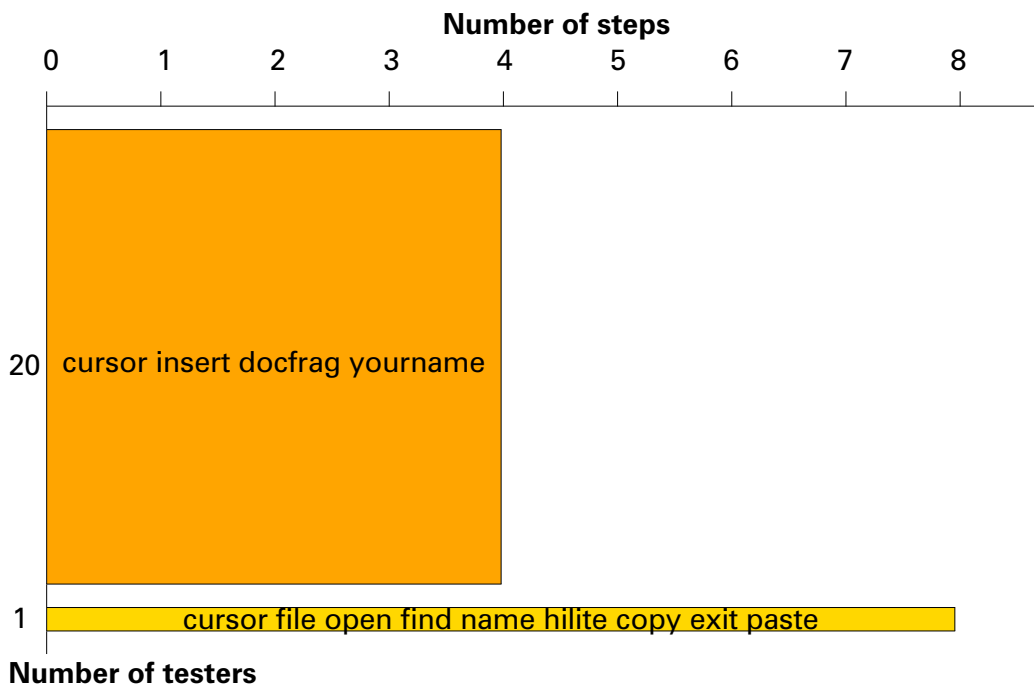 Number of steps
0 1 2 3 4 5 6 7 8
20 cursor insert docfrag yourname
1 cursor file open find name hilite copy exit paste
Number of testers